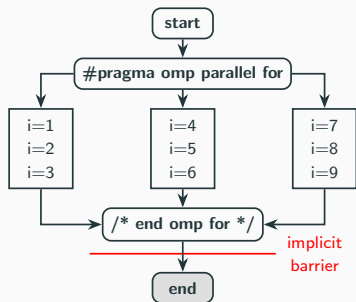 start
#pragma omp parallel for
i=1
i=2
i=3
i=4
i=5
i=6
i=7
i=8
i=9
/* end omp for */
implicit
barrier
end